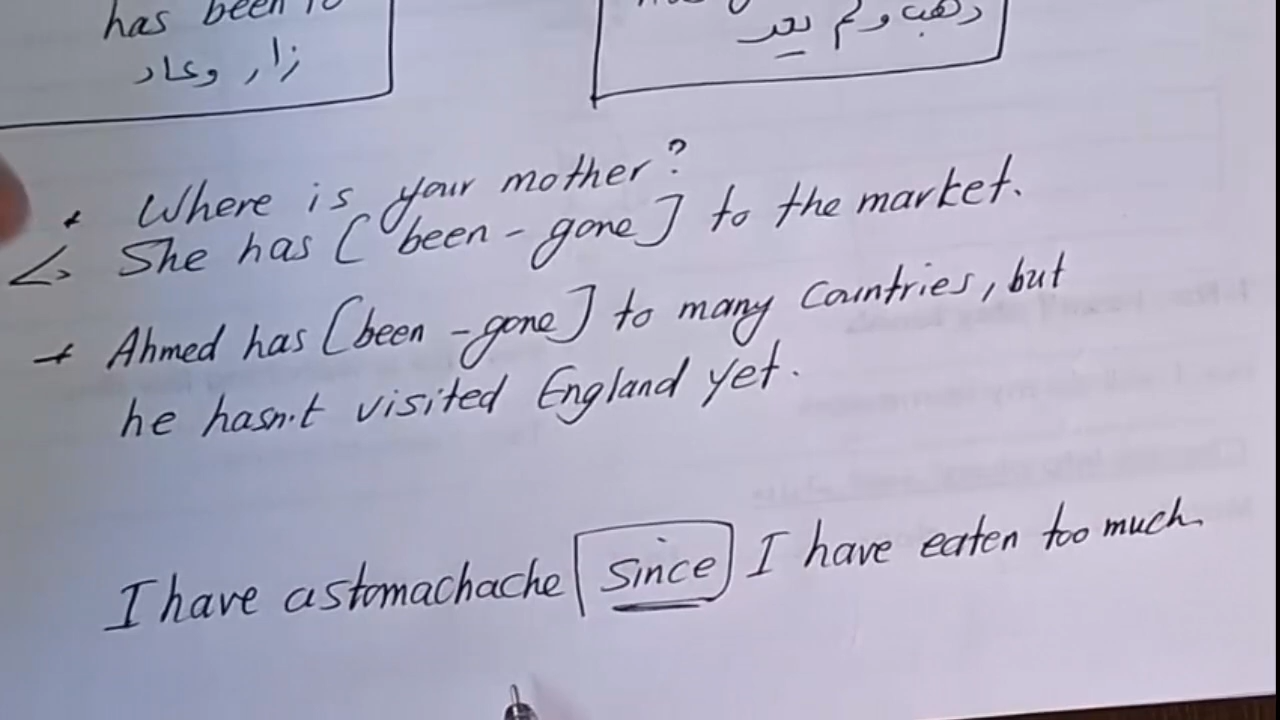 has been to
زار وعاد
ذهب ولم يعد
* Where is your mother?
She has [been - gone] to the market.
Ahmed has [been - gone] to many Countries, but
he hasn't visited England yet.
I have a stomachache since I have eaten too much